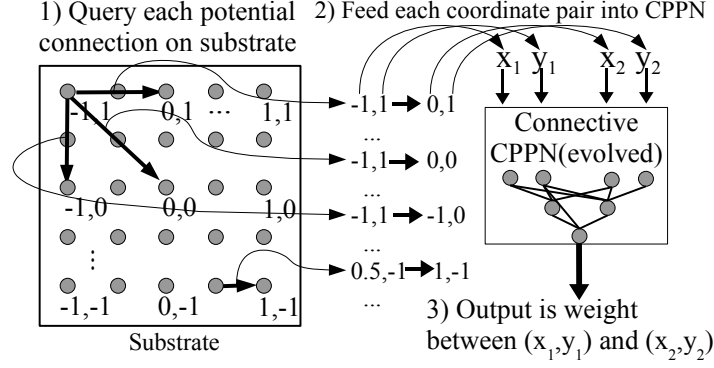 1) Query each potential
connection on substrate
-1,1 0,1 ... 1,1
-1,0 0,0 1,0
...
-1,-1 0,-1 1,-1
Substrate
2) Feed each coordinate pair into CPPN
-1,1 0,1
...
-1,1 0,0
-1,1 -1,0
...
0.5,-1 1,-1
...
x1 y1 x2 y2
Connective
CPPN(evolved)
3) Output is weight
between (x1,y1) and (x2,y2)